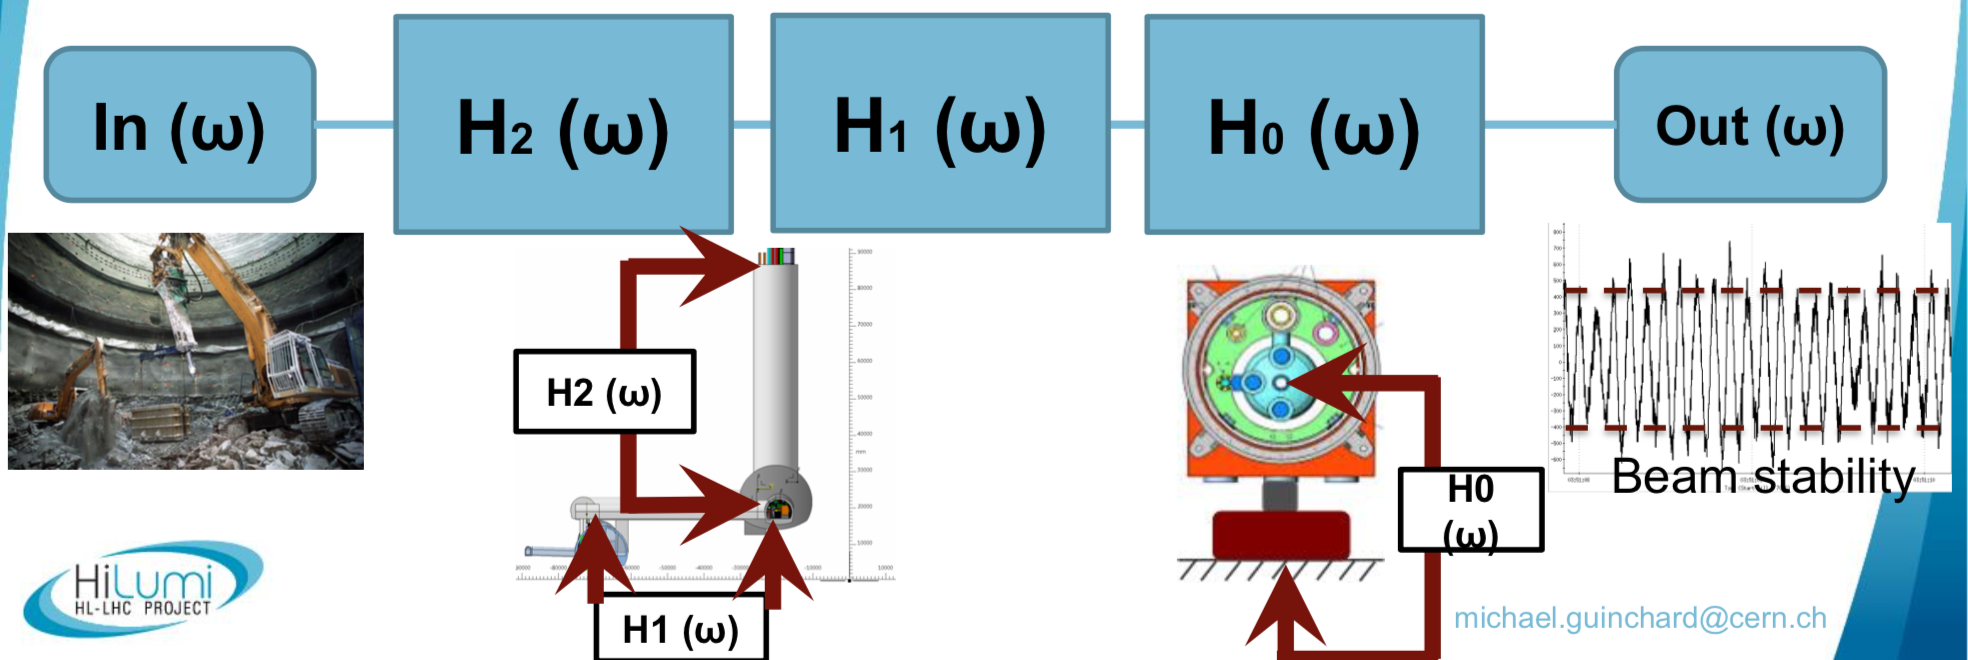 In (ω)
H2 (ω)
H1 (ω)
H0 (ω)
Out (ω)
H2 (ω)
H1 (ω)
H0
(ω)
Beam stability
HiLumi
HL-LHC PROJECT
michael.guinchard@cern.ch